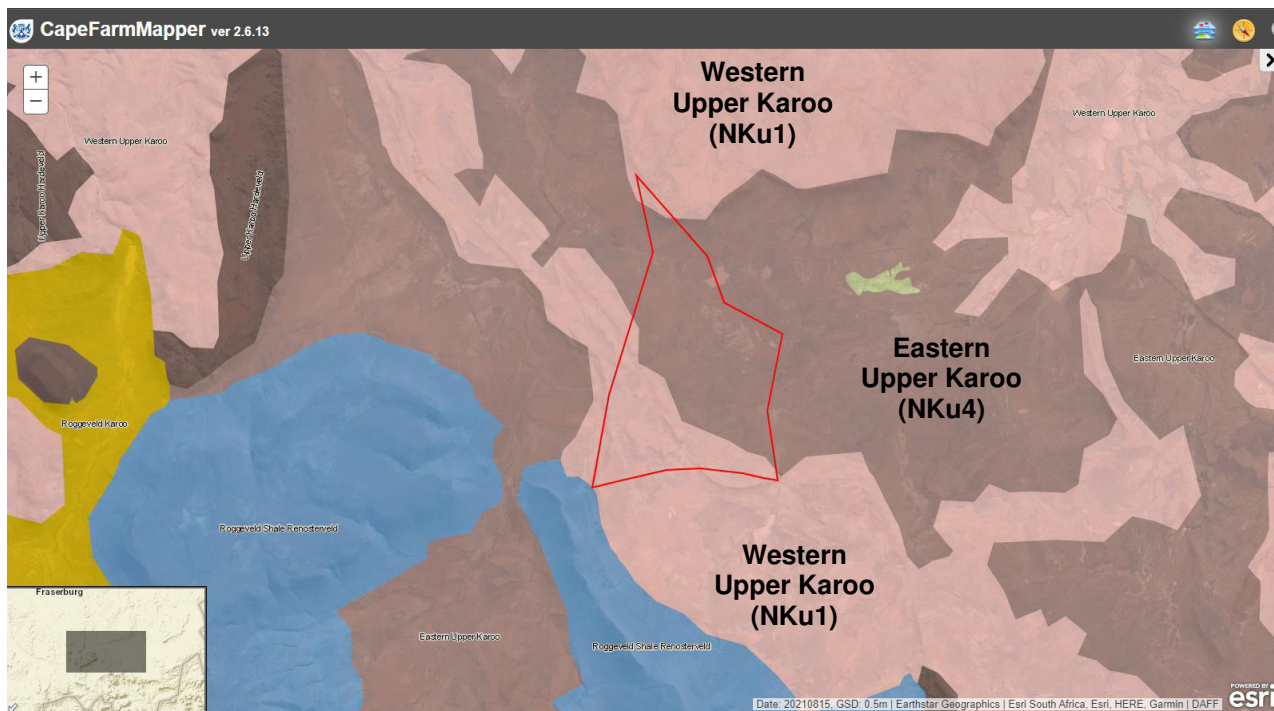 CapeFarmMapper ver 2.6.13
+
−
Western
Upper Karoo
(NKu1)
Western Upper Karoo
Western Upper Karoo
Upper Karoo Hardeveld
Upper Karoo Hardeveld
Eastern
Upper Karoo
(NKu4)
Eastern Upper Karoo
Roggeveld Karoo
Roggeveld Shale Renosterveld
Western
Upper Karoo
(NKu1)
Fraserburg
Eastern Upper Karoo
Roggeveld Shale Renosterveld
POWERED BY
esri
Date: 20210815, GSD: 0.5m | Earthstar Geographics | Esri South Africa, Esri, HERE, Garmin | DAFF